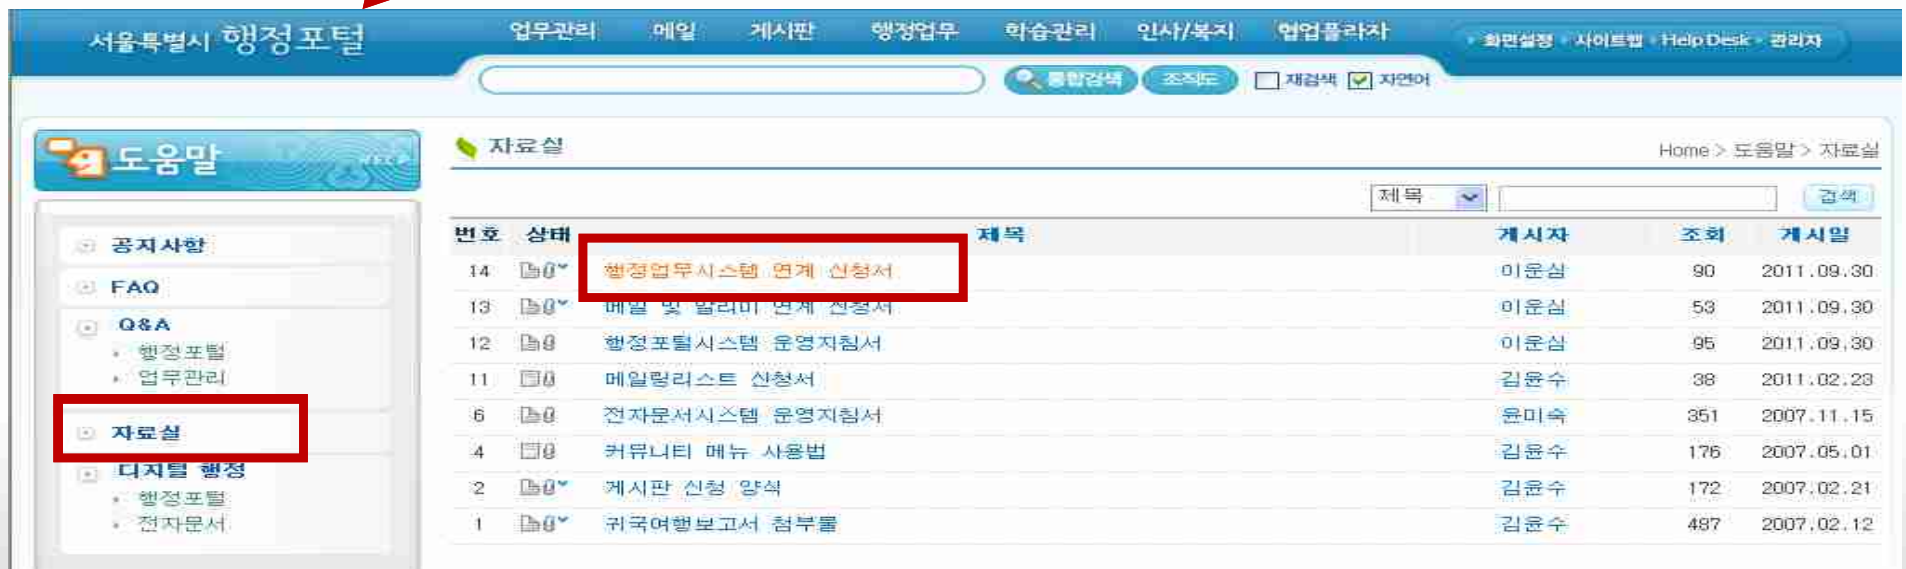 서울특별시 행정포털
업무관리 메일 게시판 행정업무 학습관리 인사/복지 협업플라자
화면설정 사이트맵 Help Desk 관리자
통합검색 조직도 재검색 자연어
도움말 HELP
공지사항
FAQ
Q&A
행정포털
업무관리
자료실
디지털 행정
행정포털
전자문서
자료실
Home > 도움말 > 자료실
제목 검색
번호 상태 제목 게시자 조회 게시일
14 행정업무시스템 연계 신청서 이운심 90 2011.09.30
13 메일 및 알리미 연계 신청서 이운심 53 2011.09.30
12 행정포털시스템 운영지침서 이운심 95 2011.09.30
11 메일링리스트 신청서 김윤수 38 2011.02.23
6 전자문서시스템 운영지침서 윤미숙 351 2007.11.15
4 커뮤니티 메뉴 사용법 김윤수 176 2007.05.01
2 게시판 신청 양식 김윤수 172 2007.02.21
1 귀국여행보고서 첨부물 김윤수 487 2007.02.12